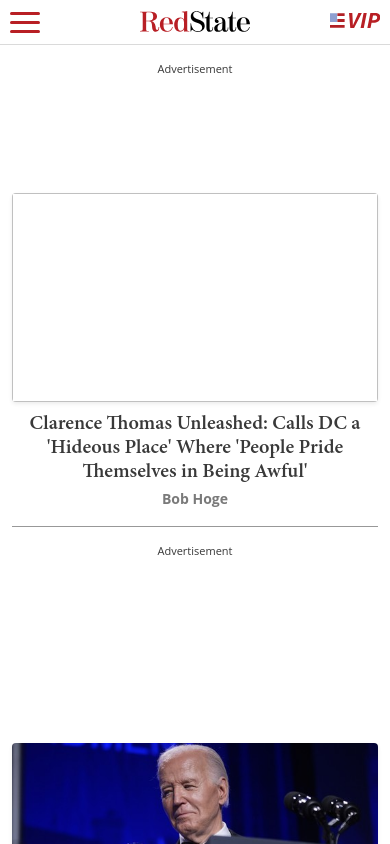 RedState
VIP
Advertisement
Clarence Thomas Unleashed: Calls DC a
'Hideous Place' Where 'People Pride
Themselves in Being Awful'
Bob Hoge
Advertisement